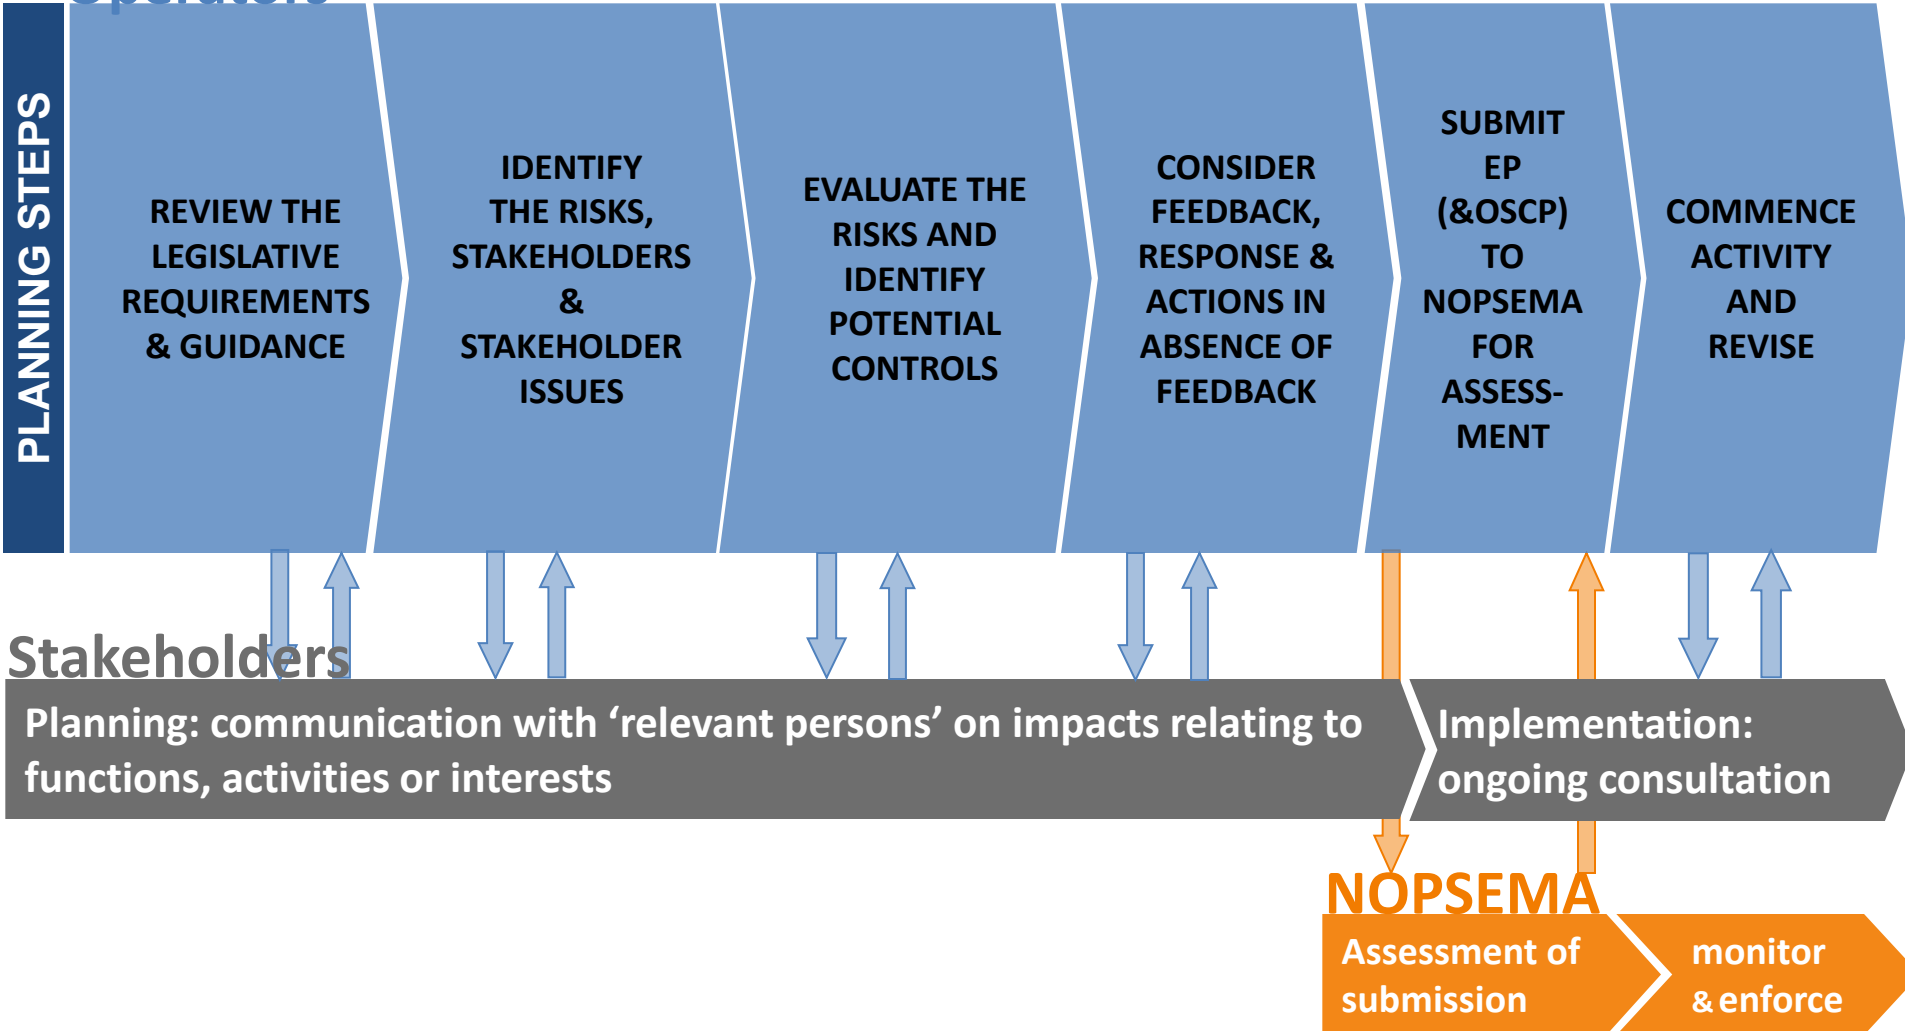 Operators
PLANNING STEPS
REVIEW THE
LEGISLATIVE
REQUIREMENTS
& GUIDANCE
IDENTIFY
THE RISKS,
STAKEHOLDERS
&
STAKEHOLDER
ISSUES
EVALUATE THE
RISKS AND
IDENTIFY
POTENTIAL
CONTROLS
CONSIDER
FEEDBACK,
RESPONSE &
ACTIONS IN
ABSENCE OF
FEEDBACK
SUBMIT
EP
(&OSCP)
TO
NOPSEMA
FOR
ASSESS-
MENT
COMMENCE
ACTIVITY
AND
REVISE
Stakeholders
Planning: communication with ‘relevant persons’ on impacts relating to
functions, activities or interests
Implementation:
ongoing consultation
NOPSEMA
Assessment of
submission
monitor
& enforce